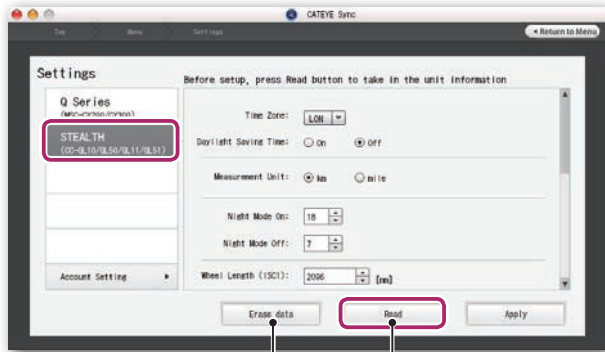 CATEYE Sync
Top
Menu
Settings
Return to Menu
Settings
Before setup, press Read button to take in the unit information
Q Series
(MSC-CX200/CX300)
STEALTH
(CC-GL10/GL50/GL11/GL51)
Account Setting
Time Zone: LON
Daylight Saving Time: On Off
Measurement Unit: km mile
Night Mode On: 18
Night Mode Off: 7
Wheel Length (ISC1): 2096 [mm]
Erase data
Read
Apply